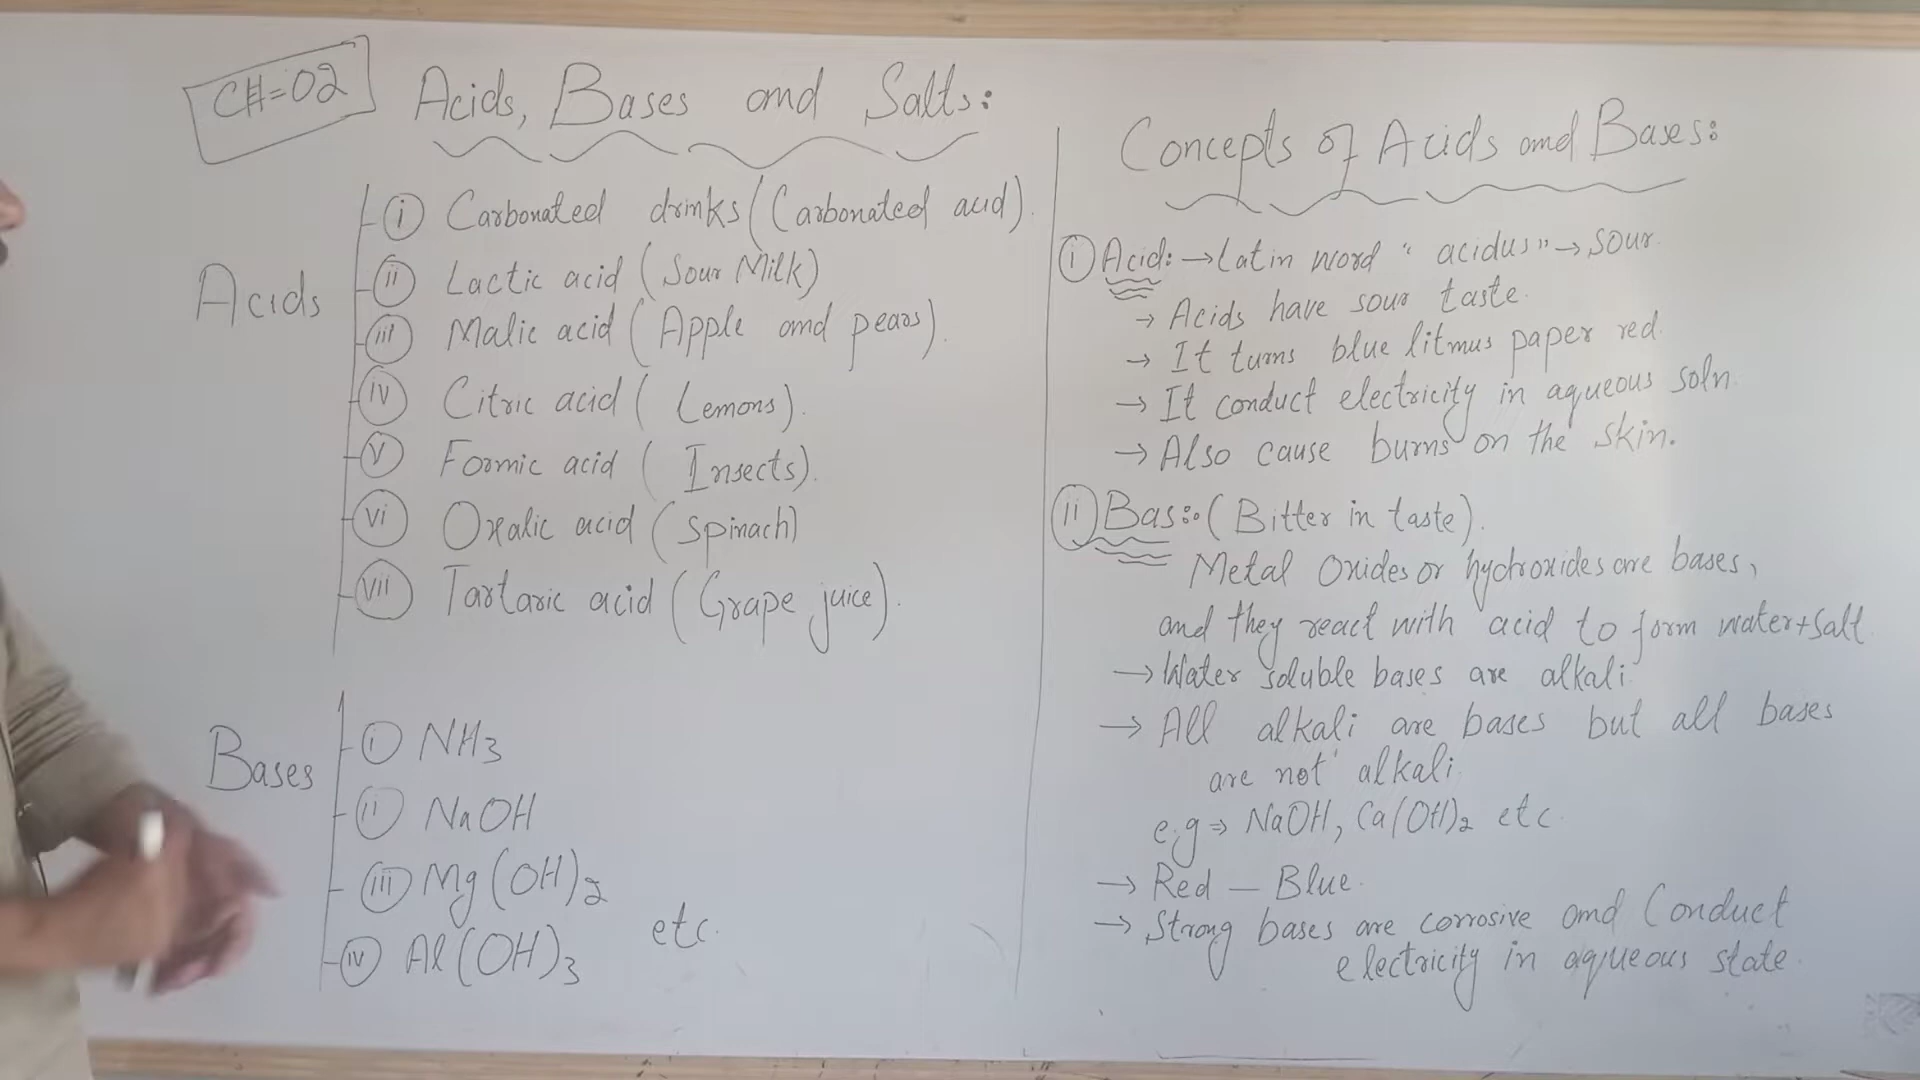 CH=02
Acids, Bases and Salts:
Acids
(i) Carbonated drinks (Carbonated acid).
(ii) Lactic acid (Sour Milk)
(iii) Malic acid (Apple and pears).
(iv) Citric acid (Lemons).
(v) Formic acid (Insects).
(vi) Oxalic acid (Spinach)
(vii) Tartaric acid (Grape juice).
Bases
(i) NH3
(ii) NaOH
(iii) Mg(OH)2
(iv) Al(OH)3 etc.
Concepts of Acids and Bases:
(i) Acid: → Latin word "acidus" → sour.
→ Acids have sour taste.
→ It turns blue litmus paper red.
→ It conduct electricity in aqueous soln.
→ Also cause burns on the skin.
(ii) Bas:: (Bitter in taste).
Metal Oxides or hydroxides are bases,
and they react with acid to form water+salt
→ Water soluble bases are alkali.
→ All alkali are bases but all bases
are not alkali.
e.g ⇒ NaOH, Ca(OH)2 etc.
→ Red – Blue.
→ Strong bases are corrosive and Conduct
electricity in aqueous state.